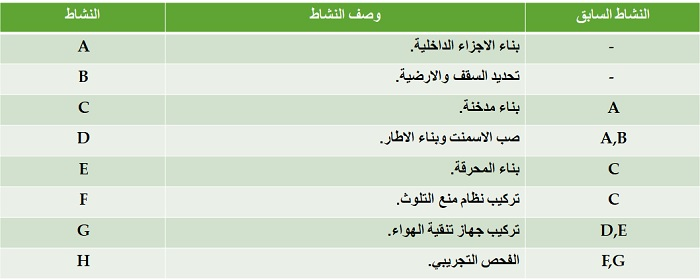 النشاط وصف النشاط النشاط السابق
A بناء الاجزاء الداخلية. -
B تحديد السقف والارضية. -
C بناء مدخنة. A
D صب الاسمنت وبناء الاطار. A,B
E بناء المحرقة. C
F تركيب نظام منع التلوث. C
G تركيب جهاز تنقية الهواء. D,E
H الفحص التجريبي. F,G